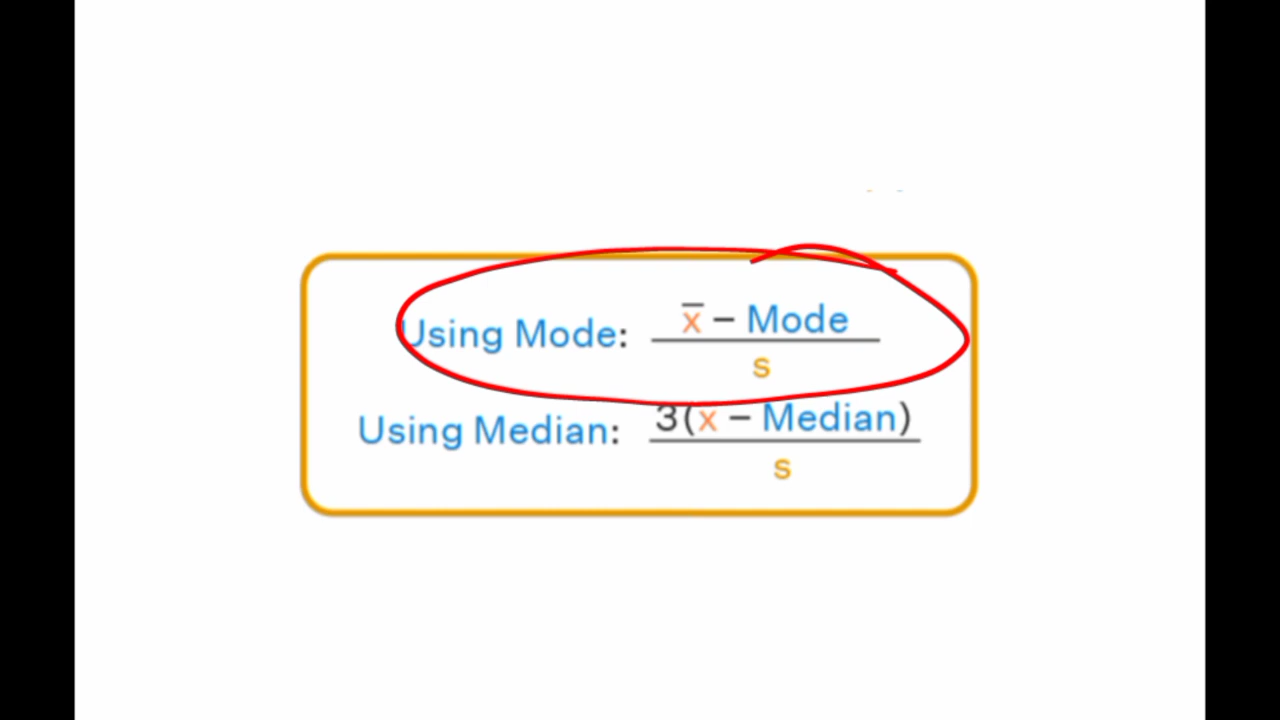 Using Mode: x̄ − Mode
s
Using Median: 3(x − Median)
s